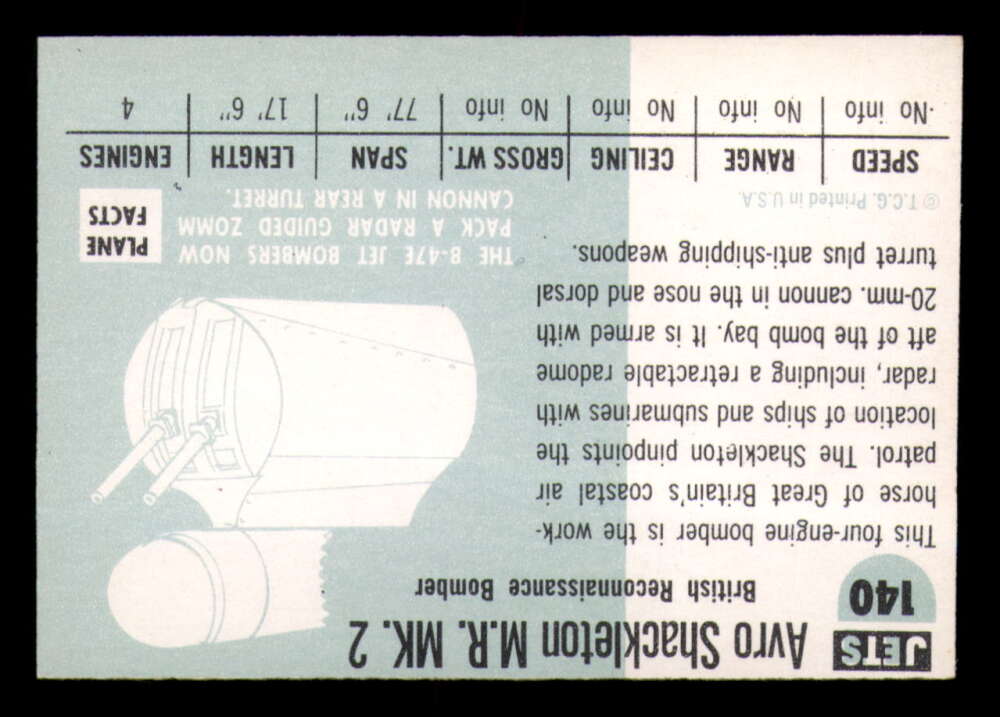 JETS
140
Avro Shackleton M.R. MK. 2
British Reconnaissance Bomber
This four-engine bomber is the work-
horse of Great Britain's coastal air
patrol. The Shackleton pinpoints the
location of ships and submarines with
radar, including a retractable radome
aft of the bomb bay. It is armed with
20-mm. cannon in the nose and dorsal
turret plus anti-shipping weapons.
© T.C.G. Printed in U.S.A
THE B-47E JET BOMBERS NOW
PACK A RADAR GUIDED 20MM
CANNON IN A REAR TURRET.
PLANE
FACTS
SPEED RANGE CEILING GROSS WT. SPAN LENGTH ENGINES
No info No info No info No info 77' 6" 17' 6" 4